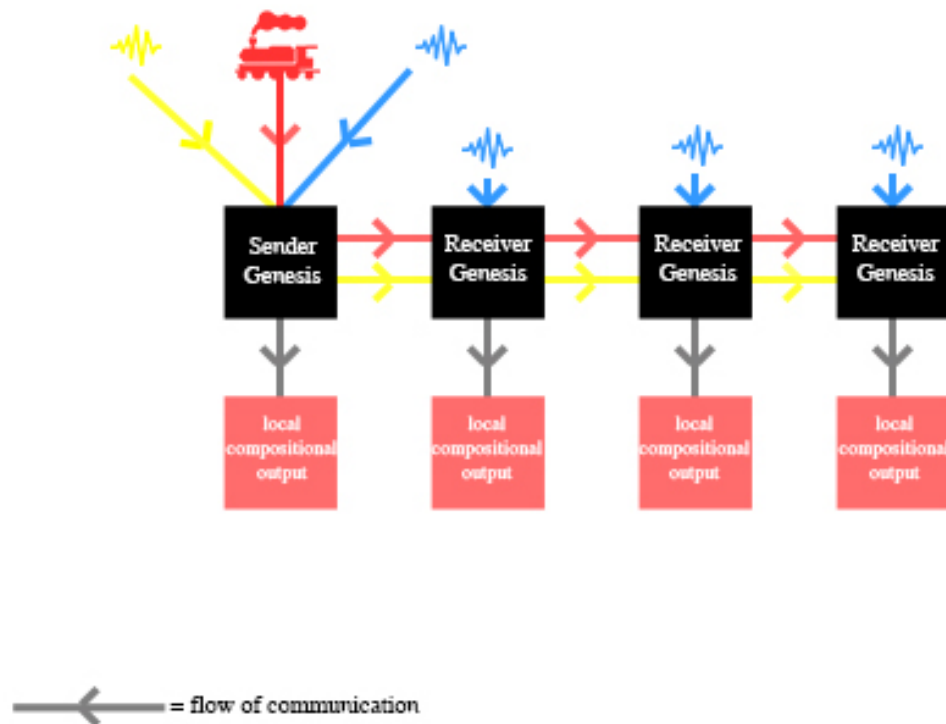 Sender
Genesis
Receiver
Genesis
Receiver
Genesis
Receiver
Genesis
local
compositional
output
local
compositional
output
local
compositional
output
local
compositional
output
= flow of communication